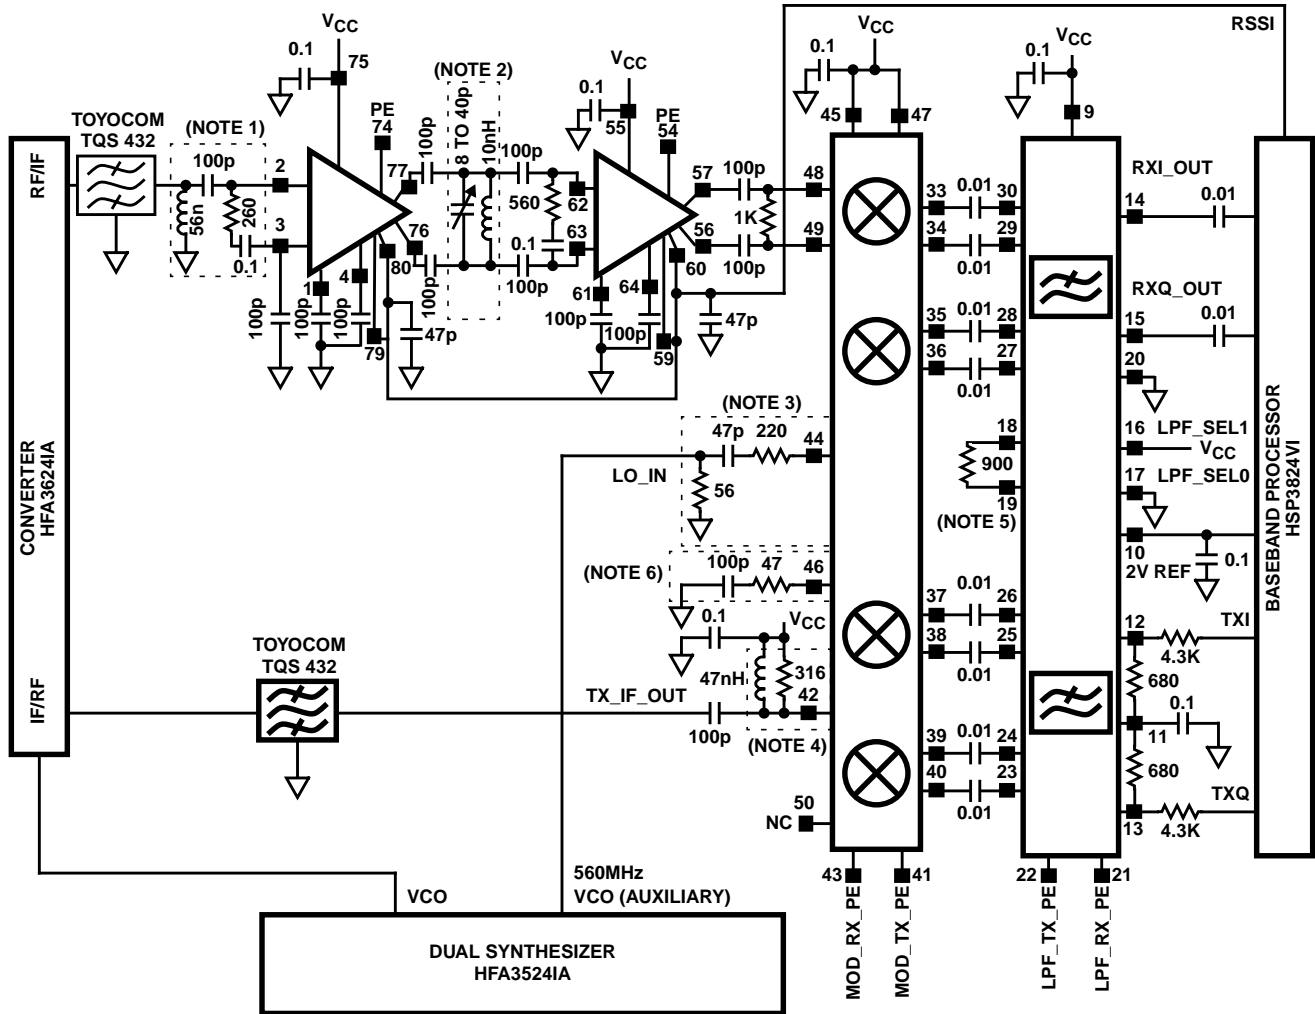 VCC
0.1
75
(NOTE 2)
VCC
0.1
55
VCC
0.1
45
47
VCC
0.1
9
RSSI
TOYOCOM
TQS 432
(NOTE 1)
100p
56n
260
0.1
2
3
PE
74
77
76
80
1
4
79
100p
100p
100p
47p
100p
100p
8 TO 40p
10nH
100p
560
0.1
100p
62
63
PE
54
57
56
60
61
64
59
100p
100p
47p
100p
1K
100p
48
49
33
0.01
30
34
29
0.01
35
0.01
28
36
27
0.01
RXI_OUT
14
0.01
RXQ_OUT
15
0.01
20
16
LPF_SEL1
VCC
17
LPF_SEL0
10
2V REF
0.1
18
900
19
(NOTE 5)
RF/IF
CONVERTER
HFA3624IA
IF/RF
BASEBAND PROCESSOR
HSP3824VI
(NOTE 3)
47p
220
44
LO_IN
56
(NOTE 6)
100p
47
46
0.1
VCC
47nH
316
42
TX_IF_OUT
100p
(NOTE 4)
TOYOCOM
TQS 432
37
0.01
26
38
25
0.01
39
0.01
24
40
23
0.01
12
TXI
4.3K
680
0.1
11
680
TXQ
13
4.3K
50
NC
43
41
MOD_RX_PE
MOD_TX_PE
22
21
LPF_TX_PE
LPF_RX_PE
VCO
560MHz
VCO (AUXILIARY)
DUAL SYNTHESIZER
HFA3524IA